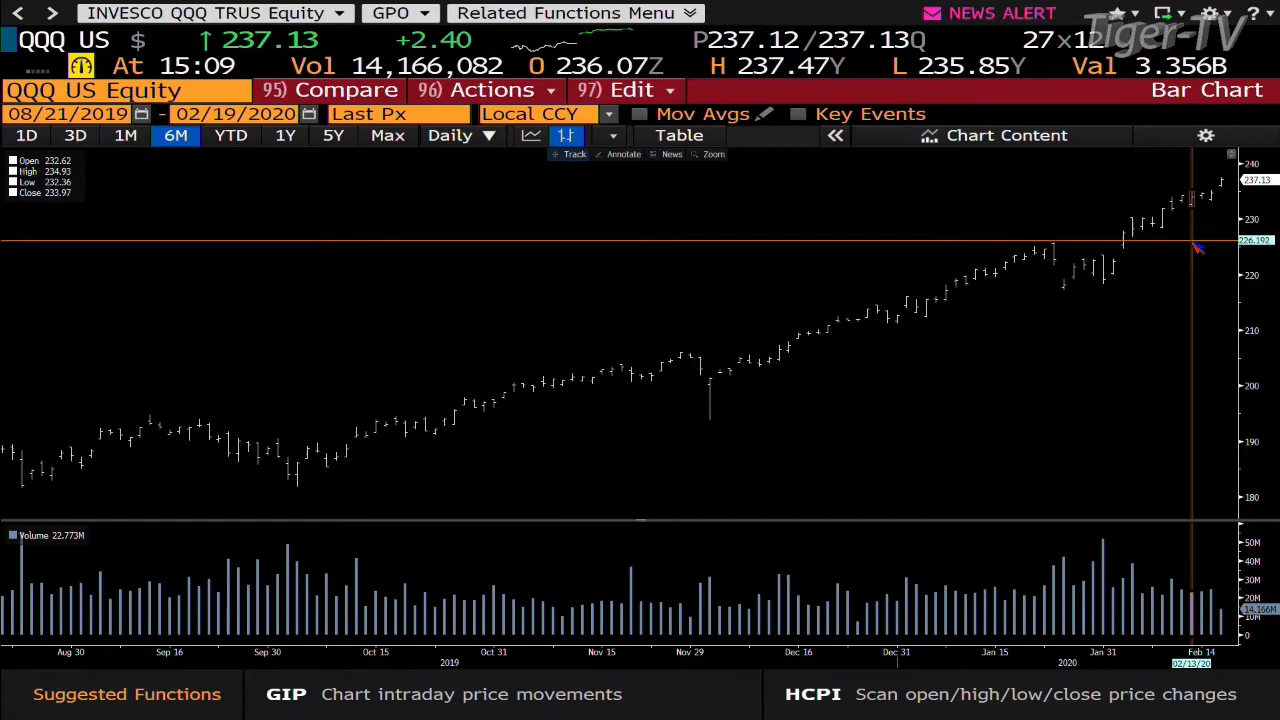 INVESCO QQQ TRUS Equity GPO Related Functions Menu NEWS ALERT ?
QQQ US $ ↑ 237.13 +2.40 P237.12/237.13Q 27x12
Tiger-TV
At 15:09 Vol 14,166,082 O 236.07Z H 237.47Y L 235.85Y Val 3.356B
QQQ US Equity 95) Compare 96) Actions 97) Edit Bar Chart
08/21/2019 - 02/19/2020 Last Px Local CCY Mov Avgs Key Events
1D 3D 1M 6M YTD 1Y 5Y Max Daily Table Chart Content
Track Annotate News Zoom
Open 232.62
High 234.93
Low 232.36
Close 233.97
240
237.13
230
226.192
220
210
200
190
180
Volume 22.773M
50M
40M
30M
20M
14.166M
0
Aug 30 Sep 16 Sep 30 Oct 15 Oct 31 Nov 15 Nov 29 Dec 16 Dec 31 Jan 15 Jan 31 Feb 14
2019 2020 02/13/20
Suggested Functions GIP Chart intraday price movements HCPI Scan open/high/low/close price changes